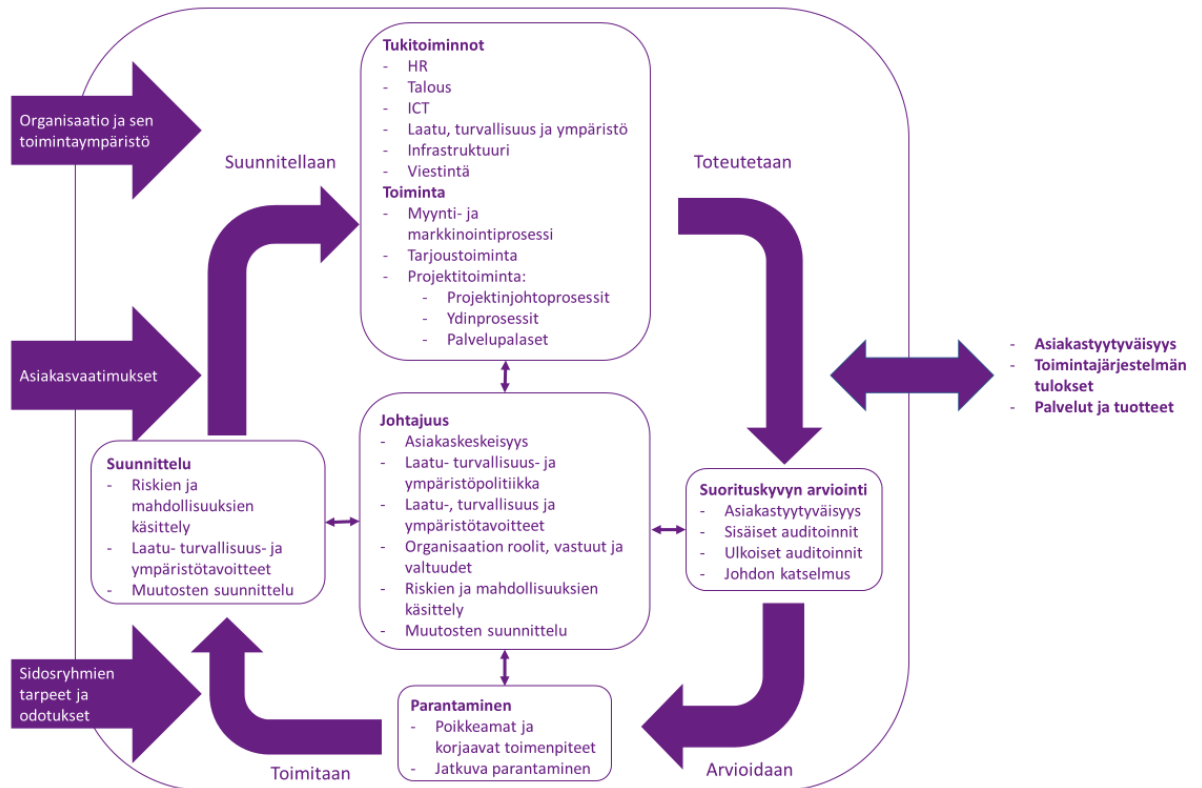 Organisaatio ja sen
toimintaympäristö
Suunnitellaan
Tukitoiminnot
- HR
- Talous
- ICT
- Laatu, turvallisuus ja ympäristö
- Infrastruktuuri
- Viestintä
Toiminta
- Myynti- ja
markkinointiprosessi
- Tarjoustoiminta
- Projektitoiminta:
- Projektinjohtoprosessit
- Ydinprosessit
- Palvelupalaset
Toteutetaan
Asiakasvaatimukset
- Asiakastyytyväisyys
- Toimintajärjestelmän
tulokset
- Palvelut ja tuotteet
Suunnittelu
- Riskien ja
mahdollisuuksien
käsittely
- Laatu- turvallisuus- ja
ympäristötavoitteet
- Muutosten suunnittelu
Johtajuus
- Asiakaskeskeisyys
- Laatu- turvallisuus- ja
ympäristöpolitiikka
- Laatu-, turvallisuus ja
ympäristötavoitteet
- Organisaation roolit, vastuut ja
valtuudet
- Riskien ja mahdollisuuksien
käsittely
- Muutosten suunnittelu
Suorituskyvyn arviointi
- Asiakastyytyväisyys
- Sisäiset auditoinnit
- Ulkoiset auditoinnit
- Johdon katselmus
Sidosryhmien
tarpeet ja
odotukset
Toimitaan
Parantaminen
- Poikkeamat ja
korjaavat toimenpiteet
- Jatkuva parantaminen
Arvioidaan